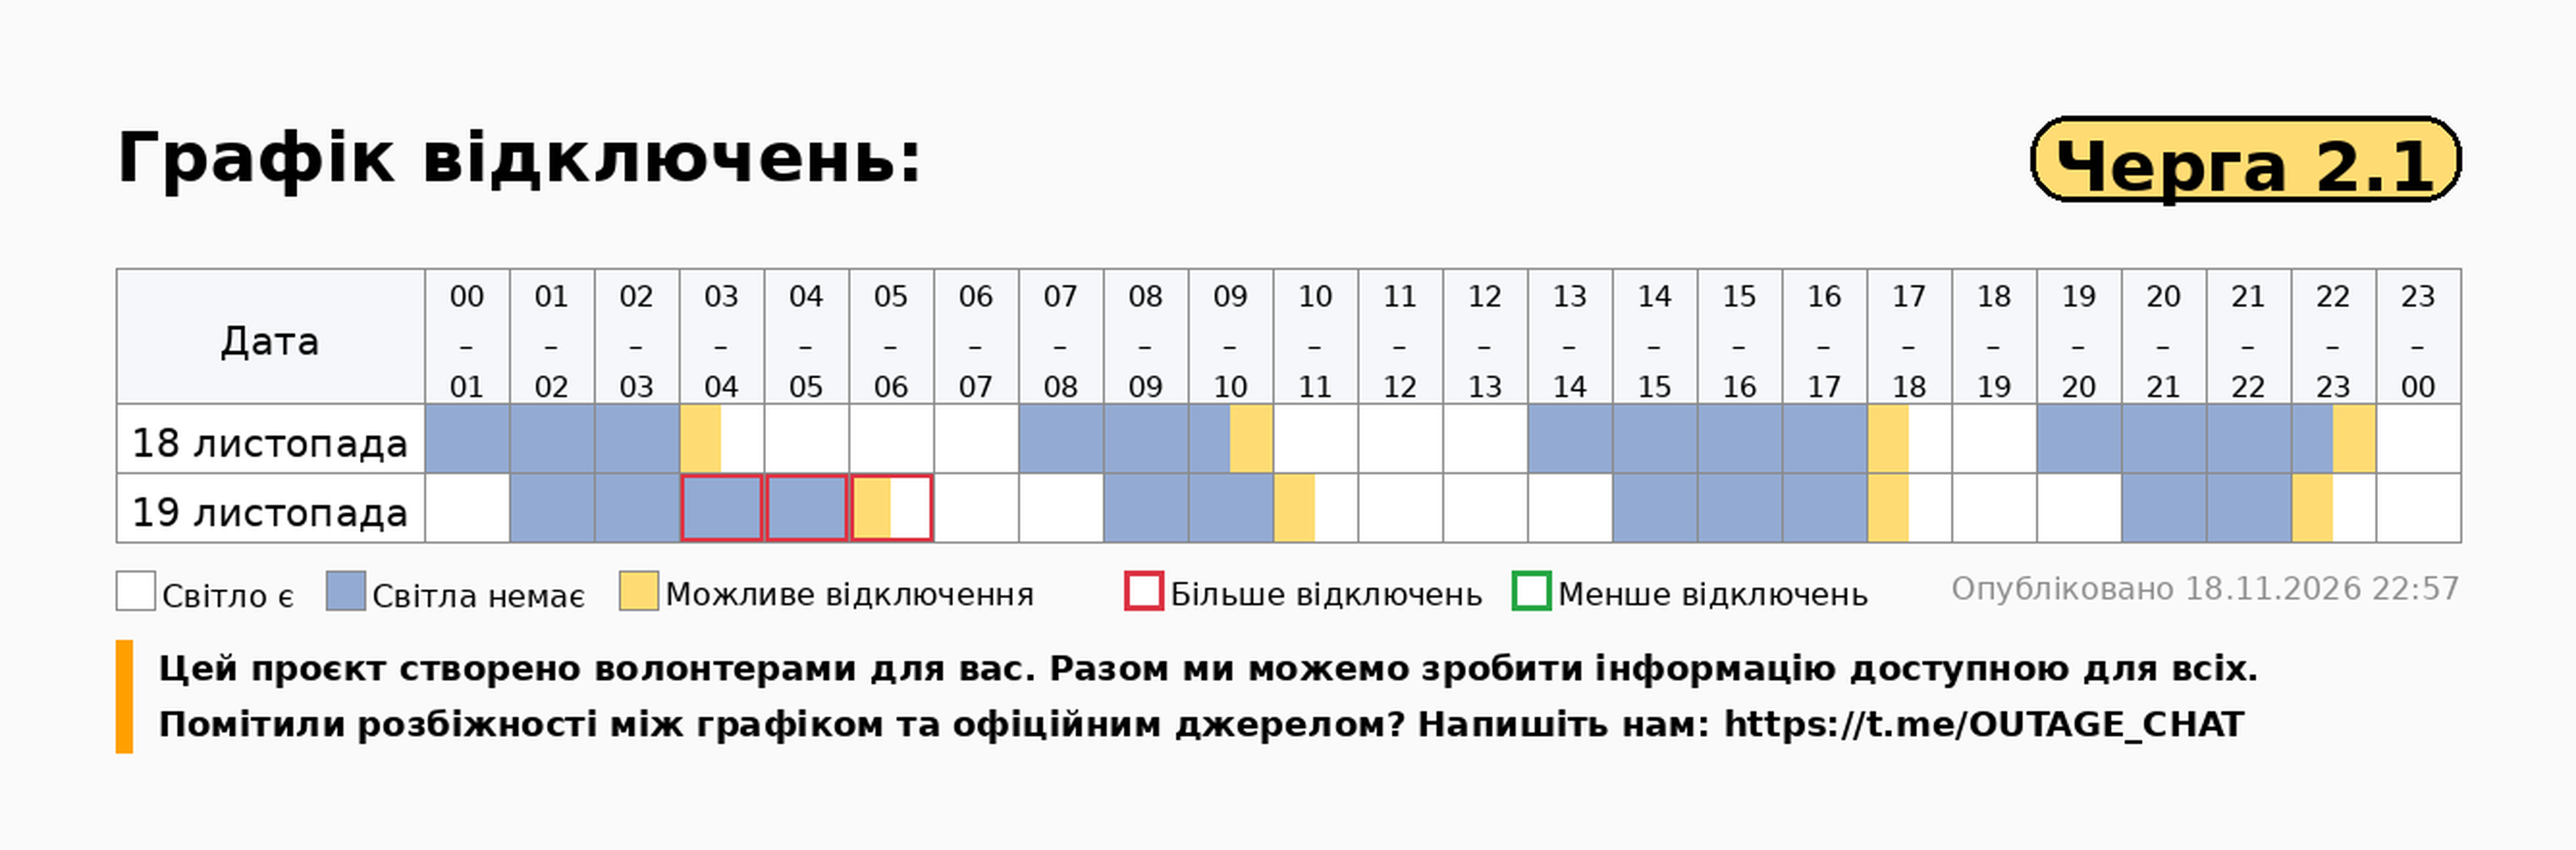 Графік відключень:
Черга 2.1
Дата
00 – 01
01 – 02
02 – 03
03 – 04
04 – 05
05 – 06
06 – 07
07 – 08
08 – 09
09 – 10
10 – 11
11 – 12
12 – 13
13 – 14
14 – 15
15 – 16
16 – 17
17 – 18
18 – 19
19 – 20
20 – 21
21 – 22
22 – 23
23 – 00
18 листопада
19 листопада
Світло є
Світла немає
Можливе відключення
Більше відключень
Менше відключень
Опубліковано 18.11.2026 22:57
Цей проєкт створено волонтерами для вас. Разом ми можемо зробити інформацію доступною для всіх.
Помітили розбіжності між графіком та офіційним джерелом? Напишіть нам: https://t.me/OUTAGE_CHAT